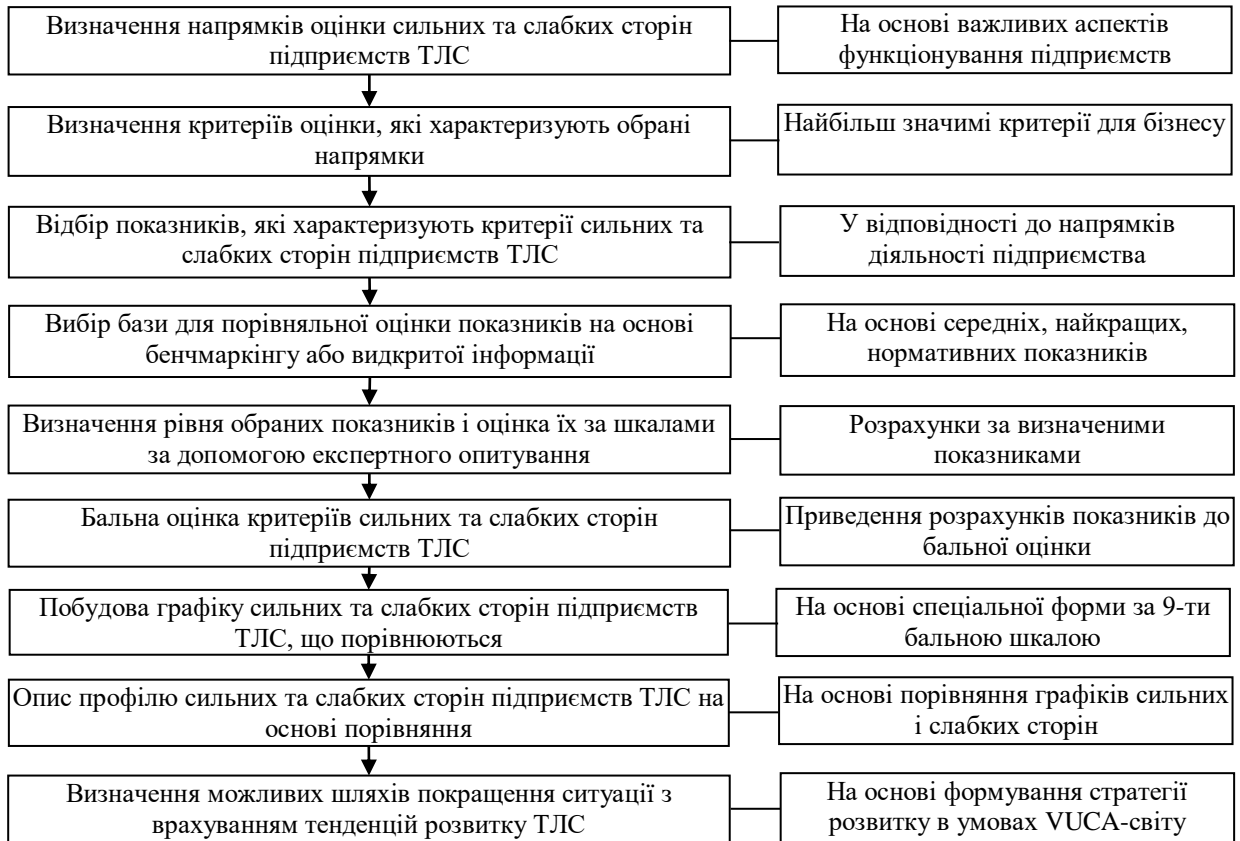 Визначення напрямків оцінки сильних та слабких сторін
підприємств ТЛС
На основі важливих аспектів
функціонування підприємств
Визначення критеріїв оцінки, які характеризують обрані
напрямки
Найбільш значимі критерії для бізнесу
Відбір показників, які характеризують критерії сильних та
слабких сторін підприємств ТЛС
У відповідності до напрямків
діяльності підприємства
Вибір бази для порівняльної оцінки показників на основі
бенчмаркінгу або видкритої інформації
На основі середніх, найкращих,
нормативних показників
Визначення рівня обраних показників і оцінка їх за шкалами
за допомогою експертного опитування
Розрахунки за визначеними
показниками
Бальна оцінка критеріїв сильних та слабких сторін
підприємств ТЛС
Приведення розрахунків показників до
бальної оцінки
Побудова графіку сильних та слабких сторін підприємств
ТЛС, що порівнюються
На основі спеціальної форми за 9-ти
бальною шкалою
Опис профілю сильних та слабких сторін підприємств ТЛС на
основі порівняння
На основі порівняння графіків сильних
і слабких сторін
Визначення можливих шляхів покращення ситуації з
врахуванням тенденцій розвитку ТЛС
На основі формування стратегії
розвитку в умовах VUCA-світу